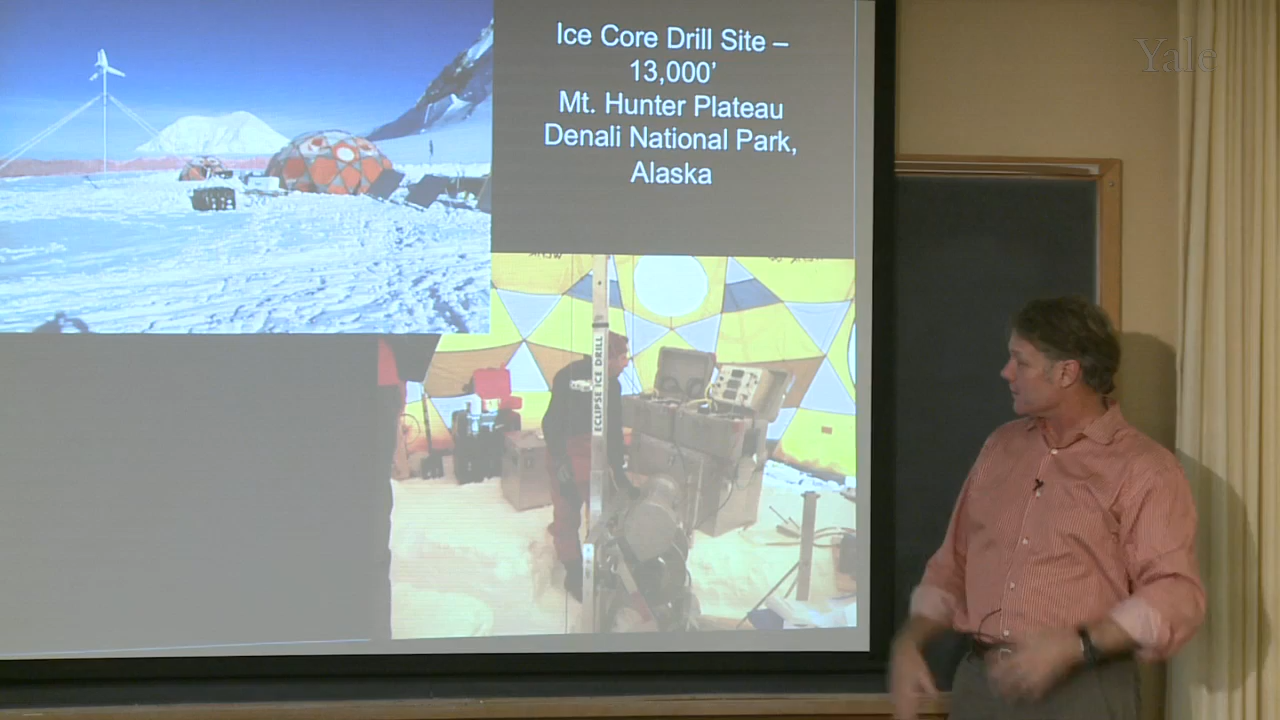 Ice Core Drill Site –
13,000'
Mt. Hunter Plateau
Denali National Park,
Alaska
Yale
ECLIPSE ICE DRILL